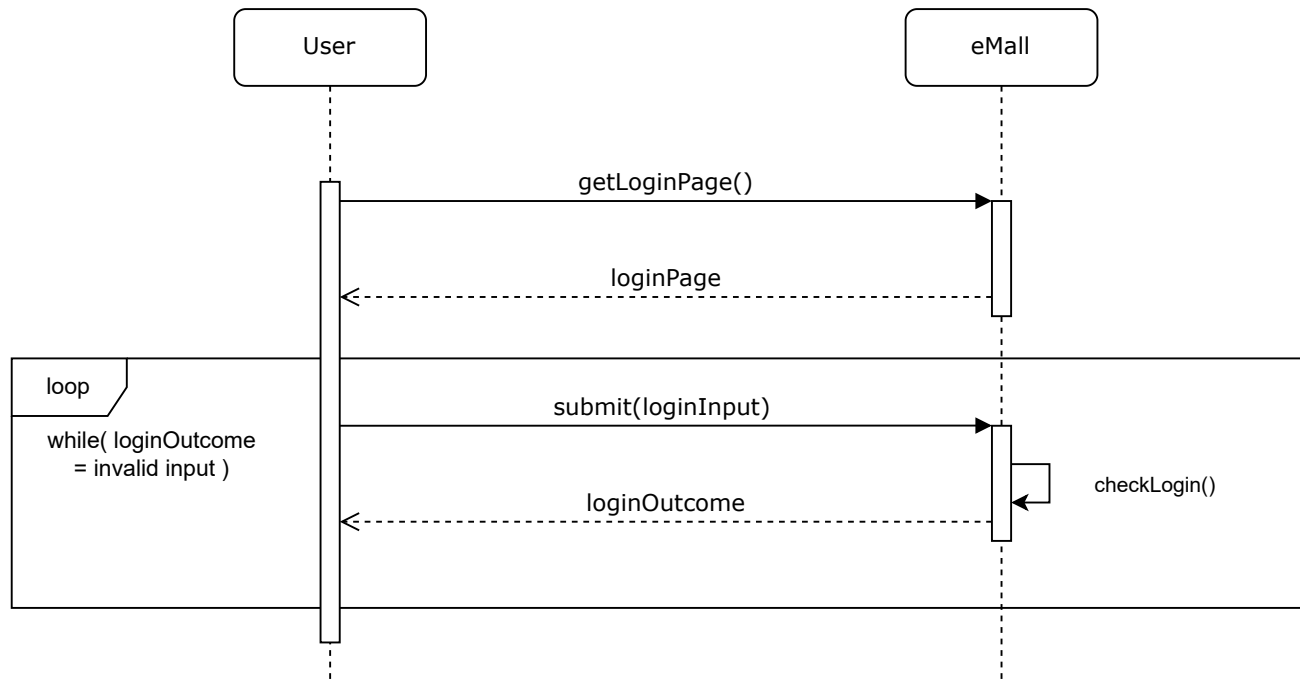 User
eMall
getLoginPage()
loginPage
loop
while( loginOutcome
= invalid input )
submit(loginInput)
checkLogin()
loginOutcome